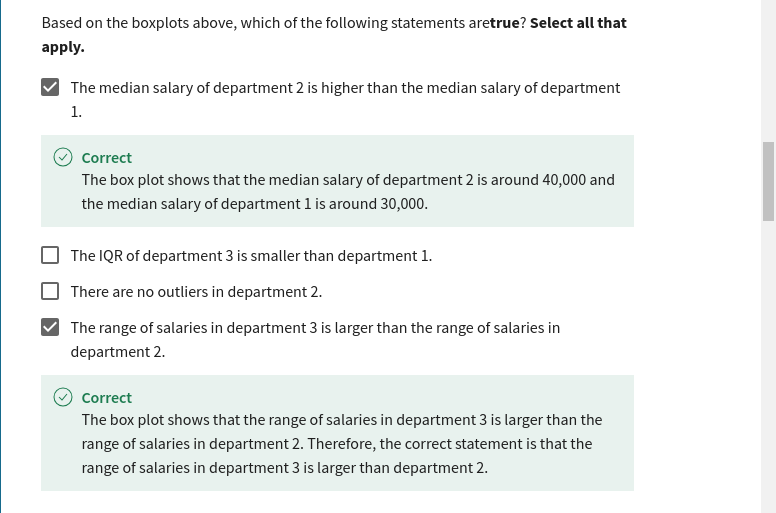 Based on the boxplots above, which of the following statements aretrue? Select all that
apply.
The median salary of department 2 is higher than the median salary of department
1.
Correct
The box plot shows that the median salary of department 2 is around 40,000 and
the median salary of department 1 is around 30,000.
The IQR of department 3 is smaller than department 1.
There are no outliers in department 2.
The range of salaries in department 3 is larger than the range of salaries in
department 2.
Correct
The box plot shows that the range of salaries in department 3 is larger than the
range of salaries in department 2. Therefore, the correct statement is that the
range of salaries in department 3 is larger than department 2.